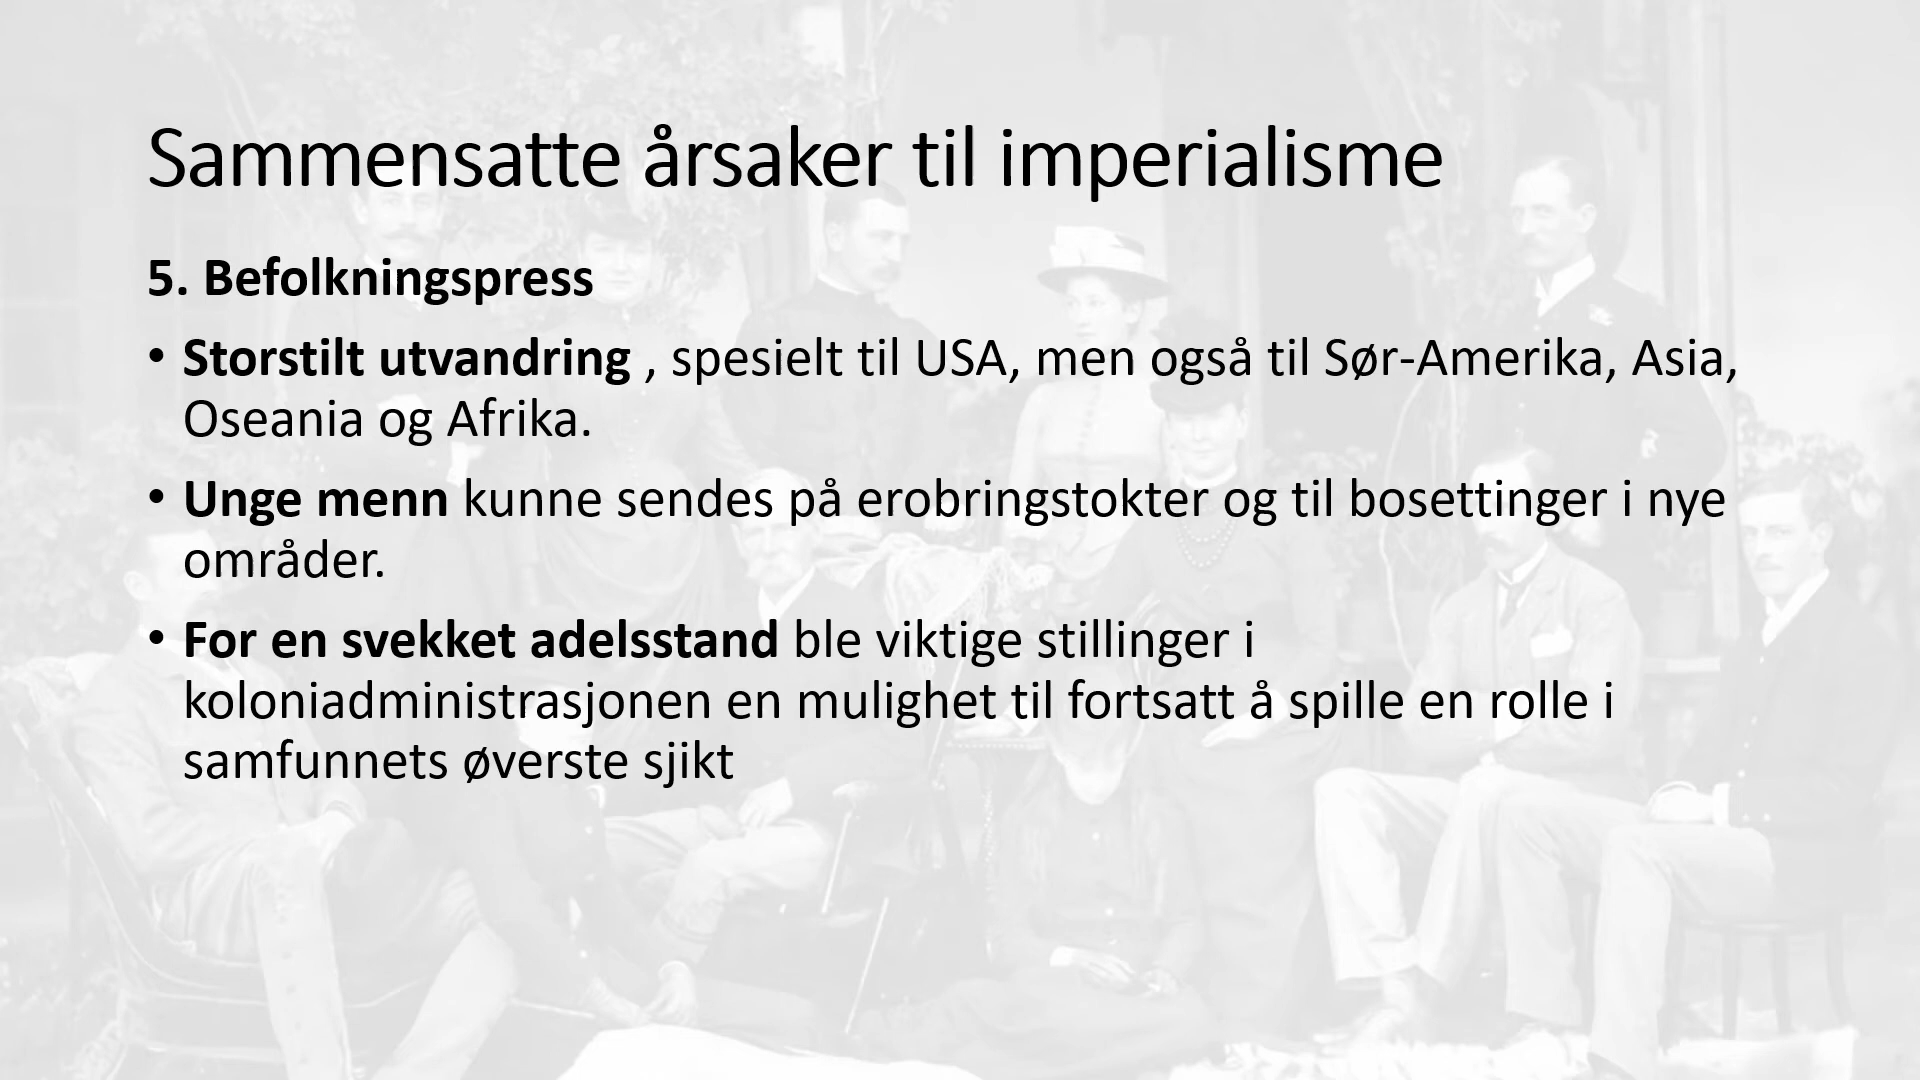 Sammensatte årsaker til imperialisme
5. Befolkningspress
• Storstilt utvandring , spesielt til USA, men også til Sør-Amerika, Asia,
Oseania og Afrika.
• Unge menn kunne sendes på erobringstokter og til bosettinger i nye
områder.
• For en svekket adelsstand ble viktige stillinger i
koloniadministrasjonen en mulighet til fortsatt å spille en rolle i
samfunnets øverste sjikt